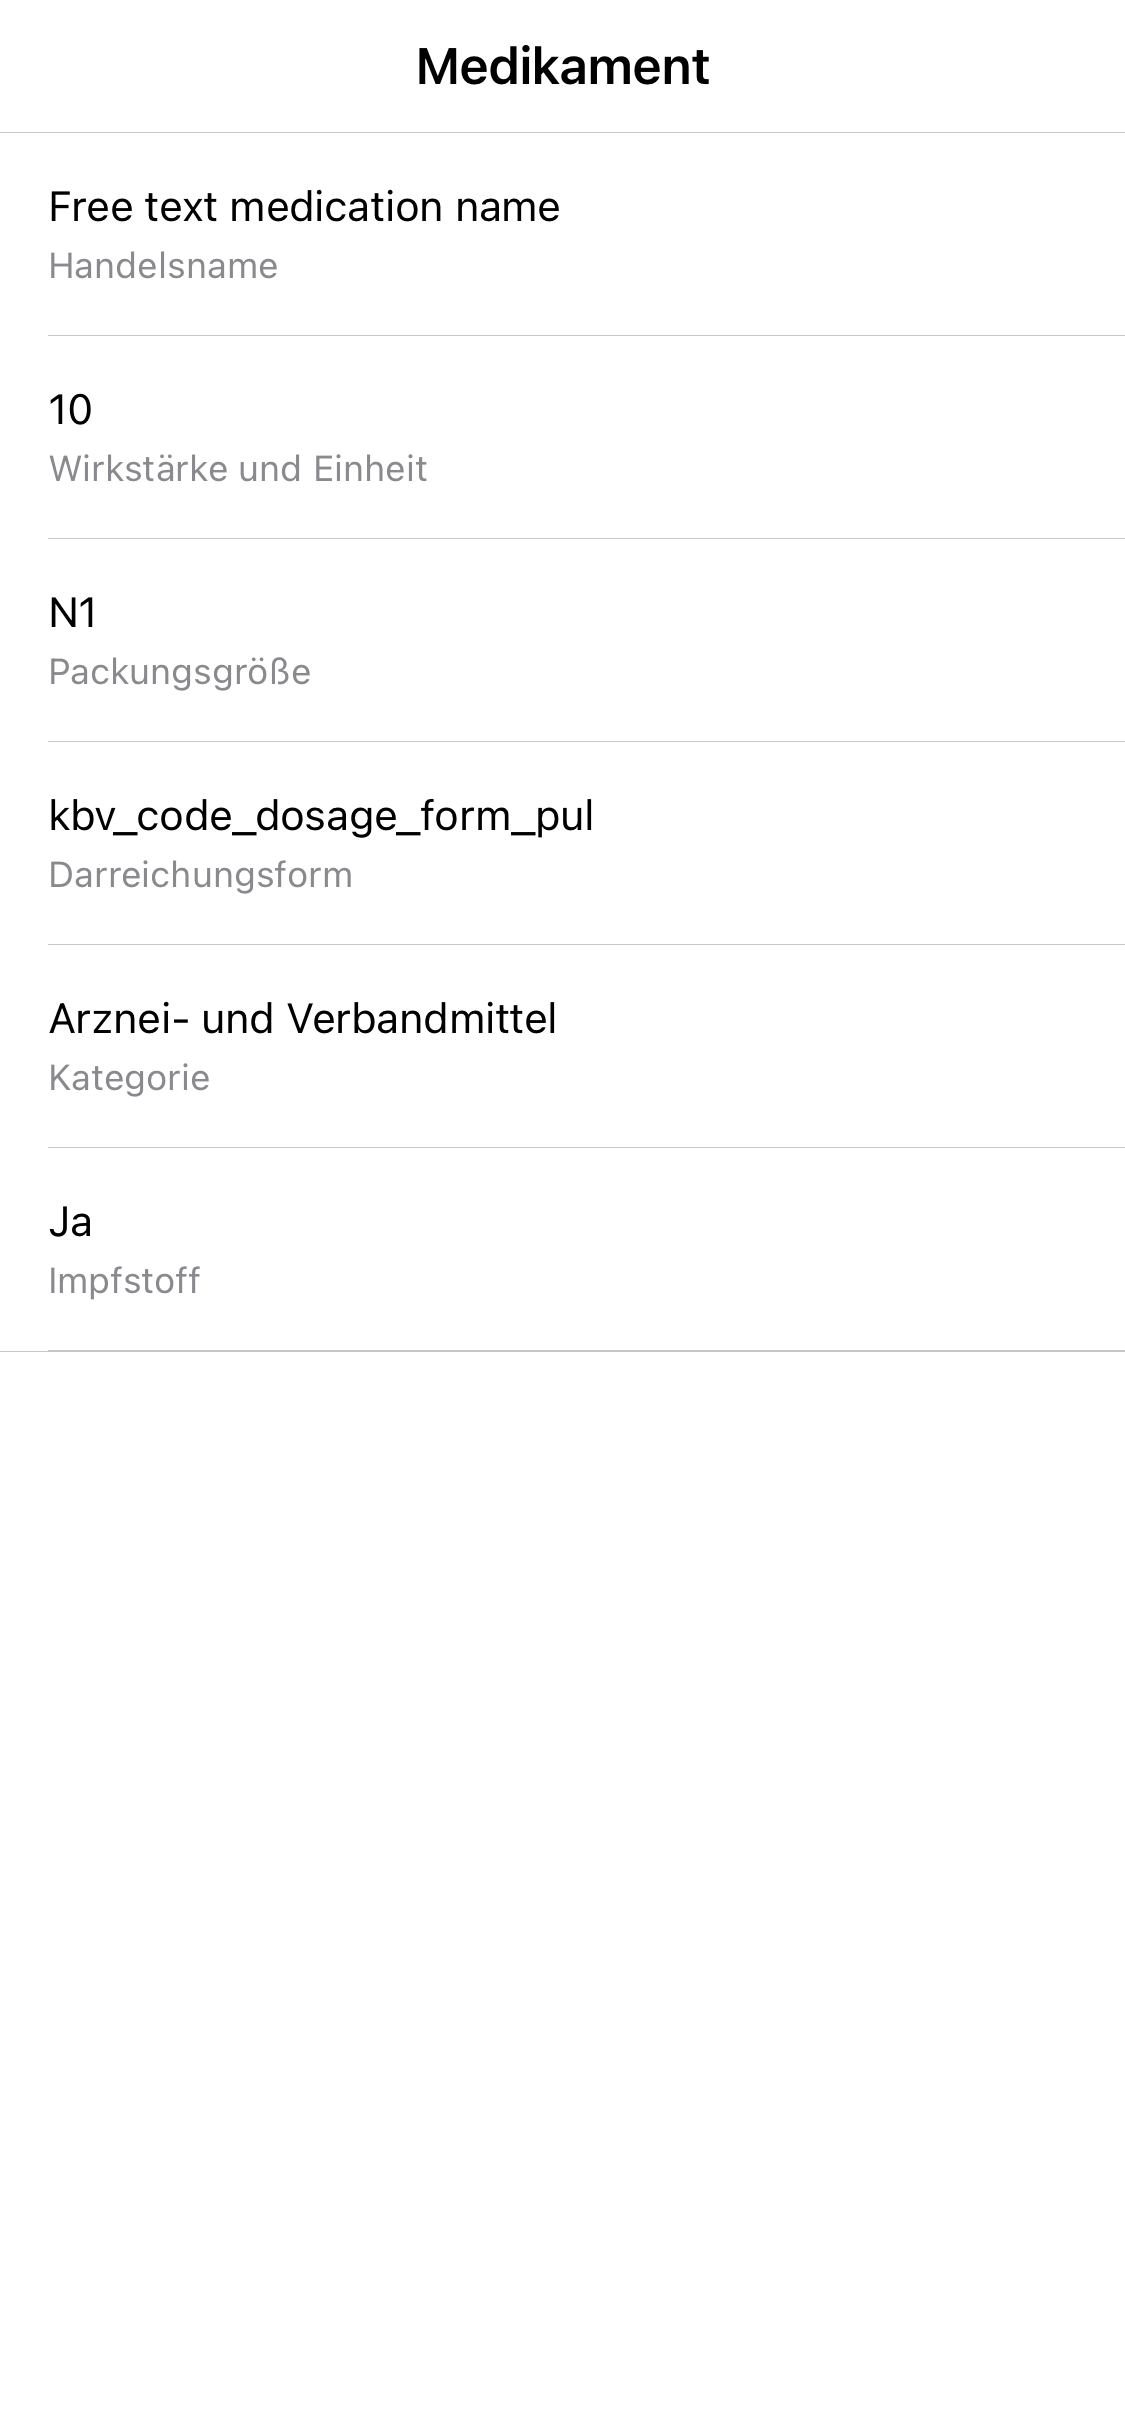 Medikament
Free text medication name
Handelsname
10
Wirkstärke und Einheit
N1
Packungsgröße
kbv_code_dosage_form_pul
Darreichungsform
Arznei- und Verbandmittel
Kategorie
Ja
Impfstoff